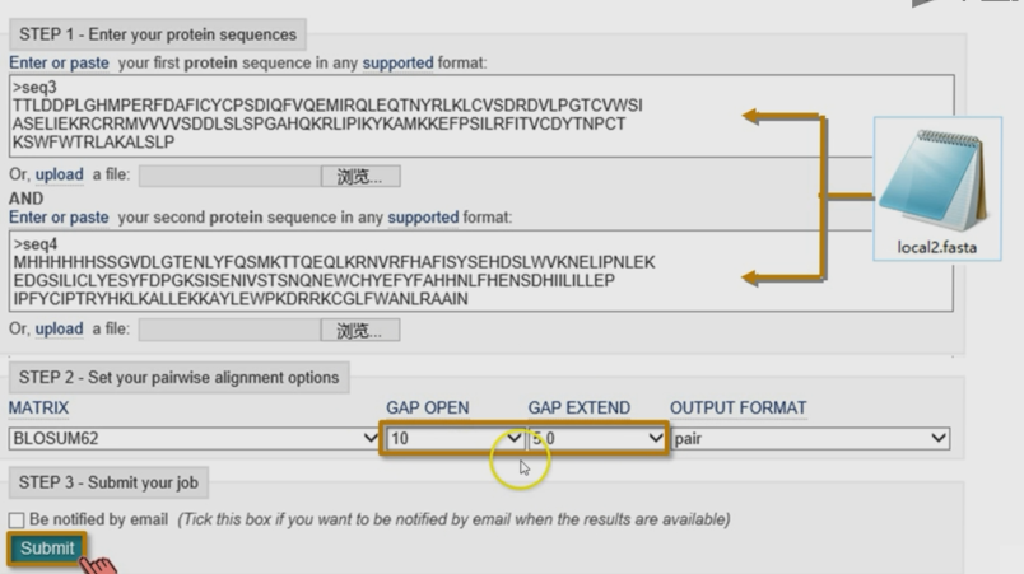 STEP 1 - Enter your protein sequences
Enter or paste your first protein sequence in any supported format:
>seq3
TTLDDPLGHMPERFDAFICYCPSDIQFVQEMIRQLEQTNYRLKLCVSDRDVLPGTCVWSI
ASELIEKRCRRMVVVVSDDLSLSPGAHQKRLIPIKYKAMKKEFPSILRFITVCDYTNPCT
KSWFWTRLAKALSLP
Or, upload a file: 浏览...
AND
Enter or paste your second protein sequence in any supported format:
>seq4
MHHHHHHSSGVDLGTENLYFQSMKTTQEQLKRNVRFHAFISYSEHDSLWVKNELIPNLEK
EDGSILICLYESYFDPGKSISENIVSTSNQNEWCHYEFYFAHHNLFHENSDHIILILLEP
IPFYCIPTRYHKLKALLEKKAYLEWPKDRRKCGLFWANLRAAIN
Or, upload a file: 浏览...
local2.fasta
STEP 2 - Set your pairwise alignment options
MATRIX GAP OPEN GAP EXTEND OUTPUT FORMAT
BLOSUM62 10 5.0 pair
STEP 3 - Submit your job
Be notified by email (Tick this box if you want to be notified by email when the results are available)
Submit